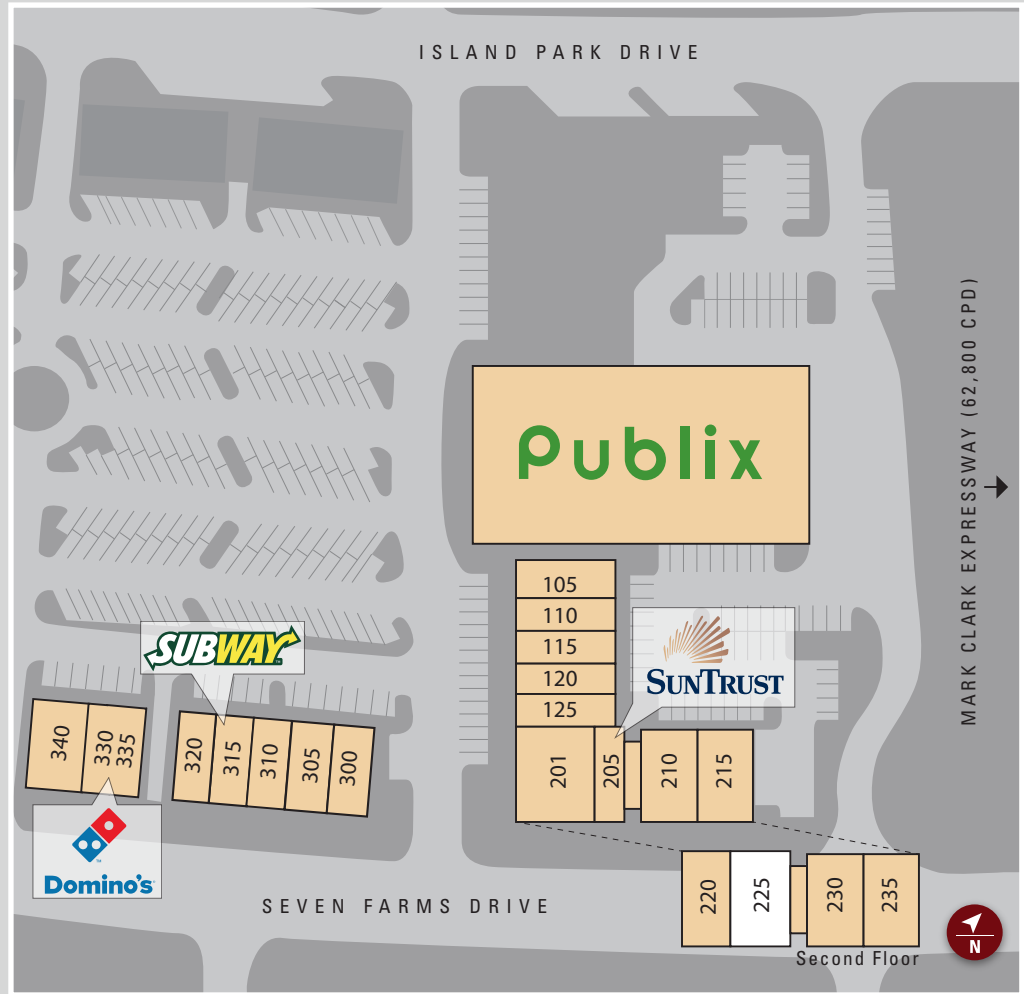 ISLAND PARK DRIVE
MARK CLARK EXPRESSWAY (62,800 CPD)
Publix
105
110
115
120
125
SUBWAY
SUNTRUST
340
330
335
320
315
310
305
300
201
205
210
215
Domino's
220
225
230
235
SEVEN FARMS DRIVE
Second Floor
N